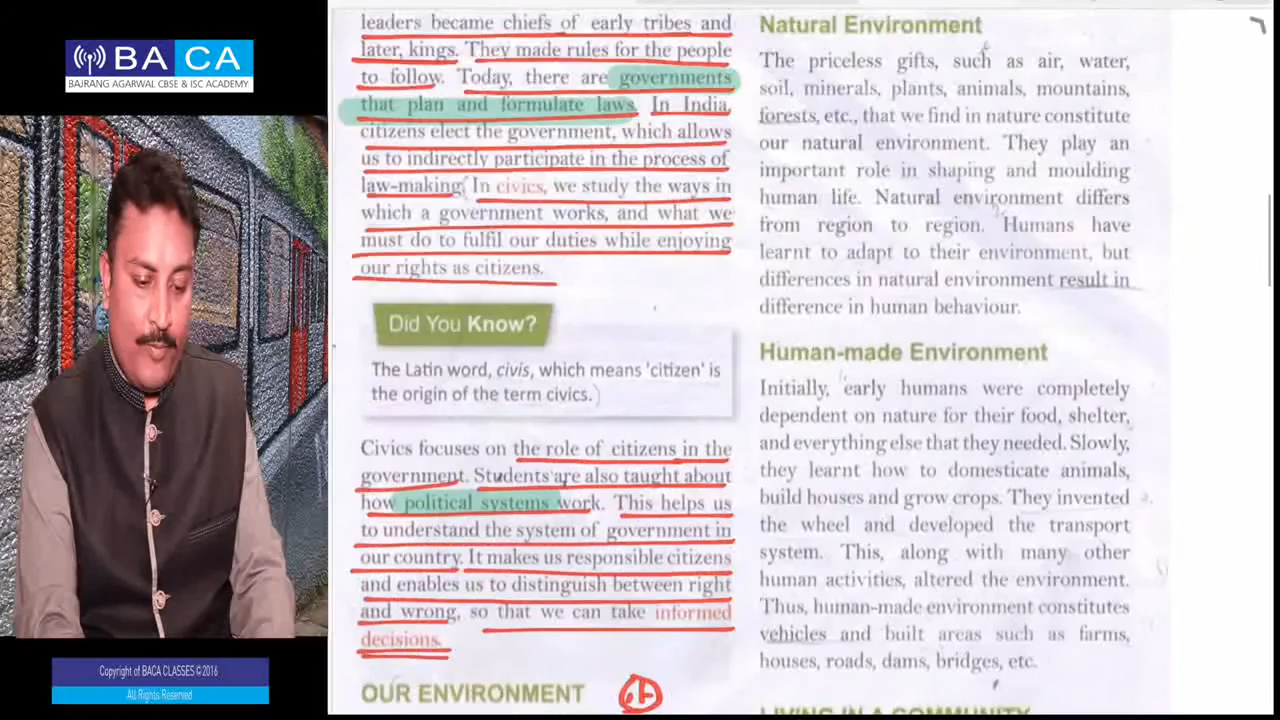 BACA
BAJRANG AGARWAL CBSE & ISC ACADEMY
leaders became chiefs of early tribes and
later, kings. They made rules for the people
to follow. Today, there are governments
that plan and formulate laws. In India,
citizens elect the government, which allows
us to indirectly participate in the process of
law-making. In civics, we study the ways in
which a government works, and what we
must do to fulfil our duties while enjoying
our rights as citizens.
Did You Know?
The Latin word, civis, which means 'citizen' is
the origin of the term civics.
Civics focuses on the role of citizens in the
government. Students are also taught about
how political systems work. This helps us
to understand the system of government in
our country. It makes us responsible citizens
and enables us to distinguish between right
and wrong, so that we can take informed
decisions.
OUR ENVIRONMENT
Natural Environment
The priceless gifts, such as air, water,
soil, minerals, plants, animals, mountains,
forests, etc., that we find in nature constitute
our natural environment. They play an
important role in shaping and moulding
human life. Natural environment differs
from region to region. Humans have
learnt to adapt to their environment, but
differences in natural environment result in
difference in human behaviour.
Human-made Environment
Initially, early humans were completely
dependent on nature for their food, shelter,
and everything else that they needed. Slowly,
they learnt how to domesticate animals,
build houses and grow crops. They invented
the wheel and developed the transport
system. This, along with many other
human activities, altered the environment.
Thus, human-made environment constitutes
vehicles and built areas such as farms,
houses, roads, dams, bridges, etc.
LIVING IN A COMMUNITY
Copyright of BACA CLASSES ©2016
All Rights Reserved